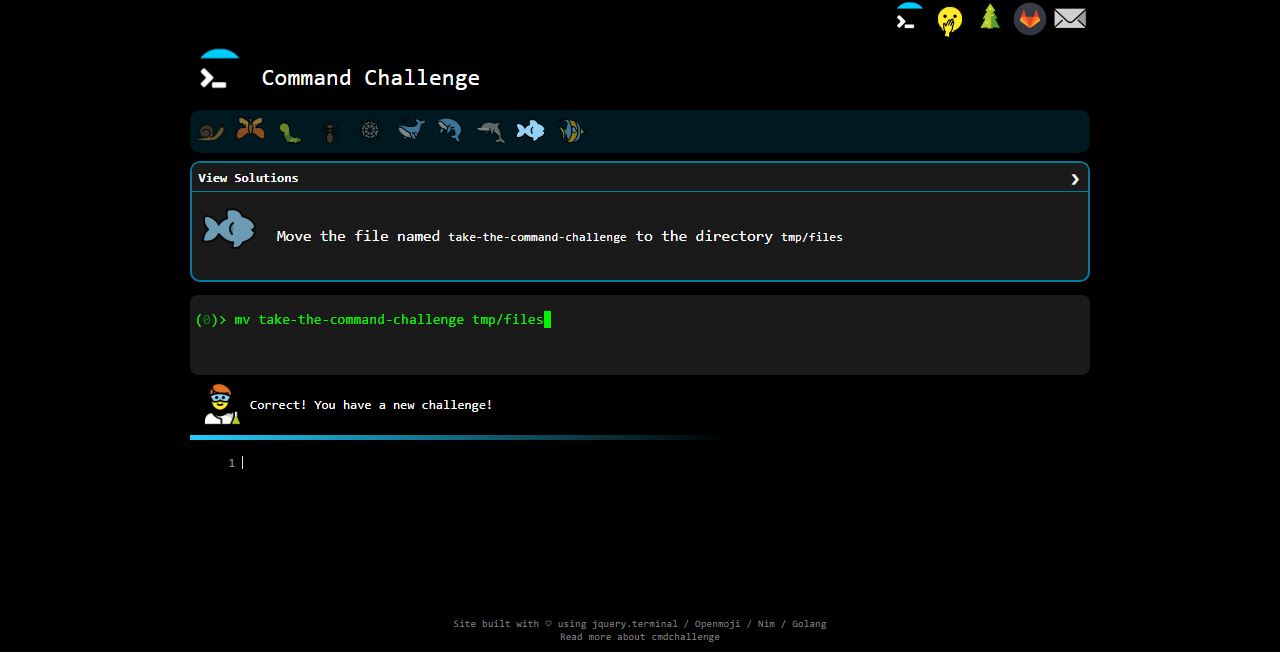 Command Challenge
View Solutions
Move the file named take-the-command-challenge to the directory tmp/files
(0)> mv take-the-command-challenge tmp/files
Correct! You have a new challenge!
1
Site built with ♡ using jquery.terminal / Openmoji / Nim / Golang
Read more about cmdchallenge